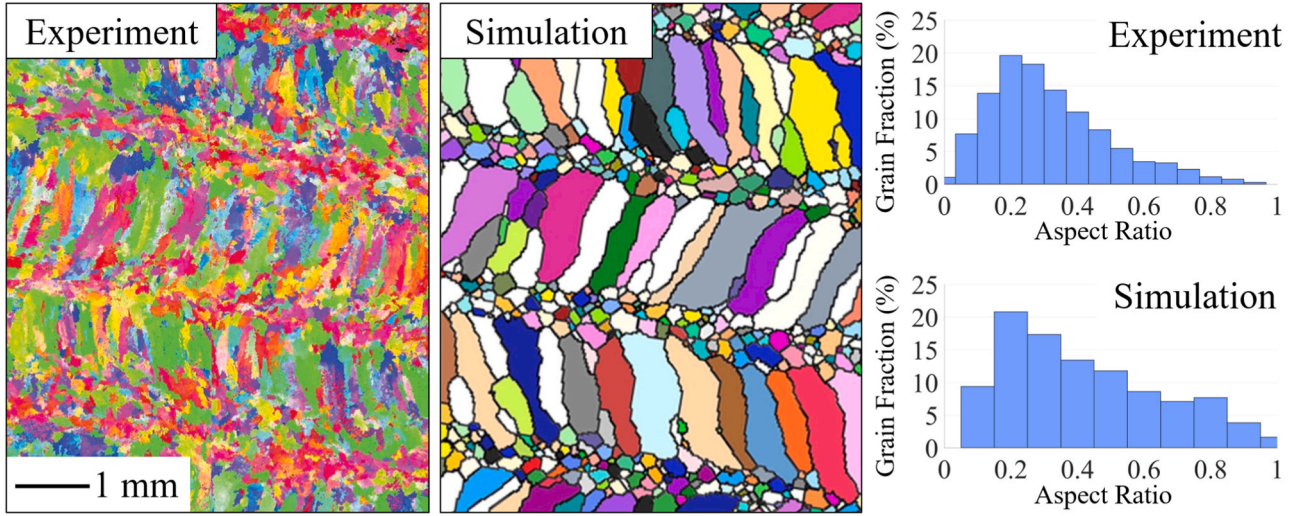 Experiment
1 mm
Simulation
Experiment
Grain Fraction (%)
25
20
15
10
5
0
0 0.2 0.4 0.6 0.8 1
Aspect Ratio
Simulation
Grain Fraction (%)
25
20
15
10
5
0
0 0.2 0.4 0.6 0.8 1
Aspect Ratio